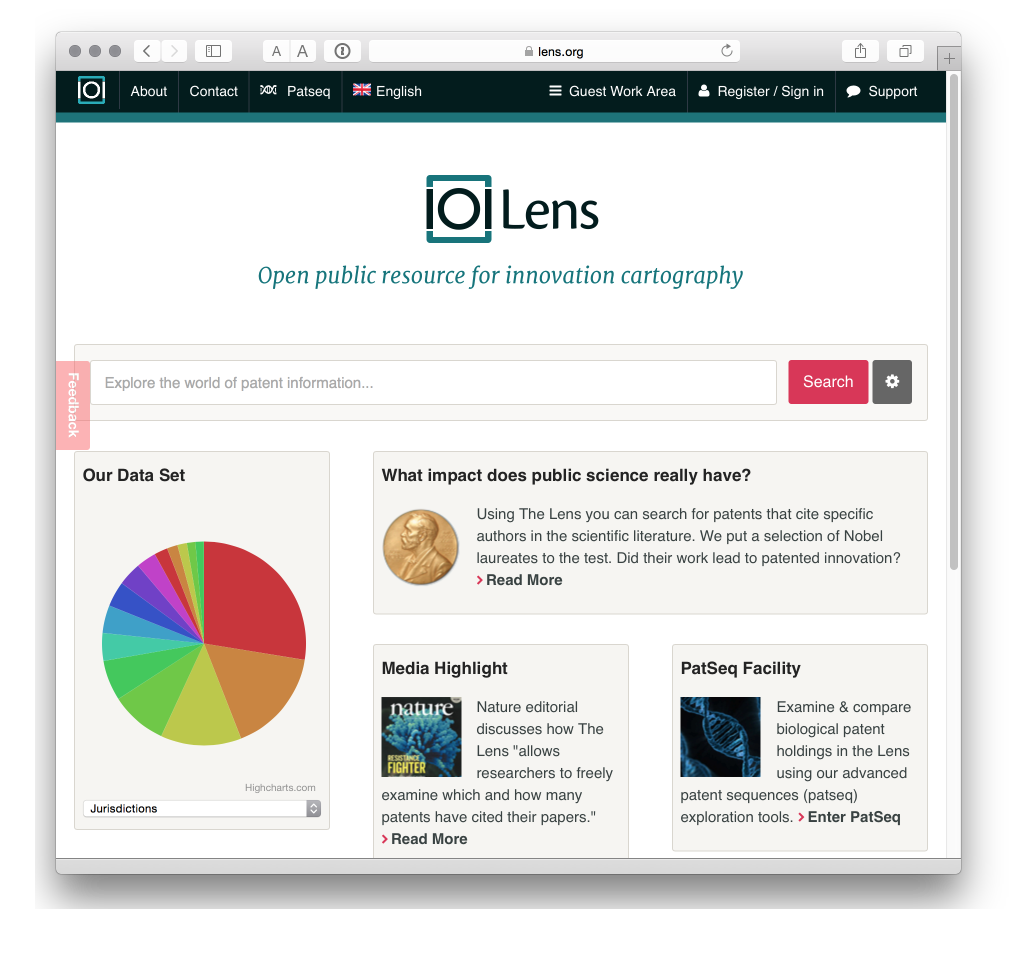 A A lens.org
About Contact Patseq English Guest Work Area Register / Sign in Support
Lens
Open public resource for innovation cartography
Feedback
Explore the world of patent information...
Search
Our Data Set
Highcharts.com
Jurisdictions
What impact does public science really have?
Using The Lens you can search for patents that cite specific
authors in the scientific literature. We put a selection of Nobel
laureates to the test. Did their work lead to patented innovation?
Read More
Media Highlight
nature
RESISTANCE
FIGHTER
Nature editorial
discusses how The
Lens "allows
researchers to freely
examine which and how many
patents have cited their papers."
Read More
PatSeq Facility
Examine & compare
biological patent
holdings in the Lens
using our advanced
patent sequences (patseq)
exploration tools. Enter PatSeq